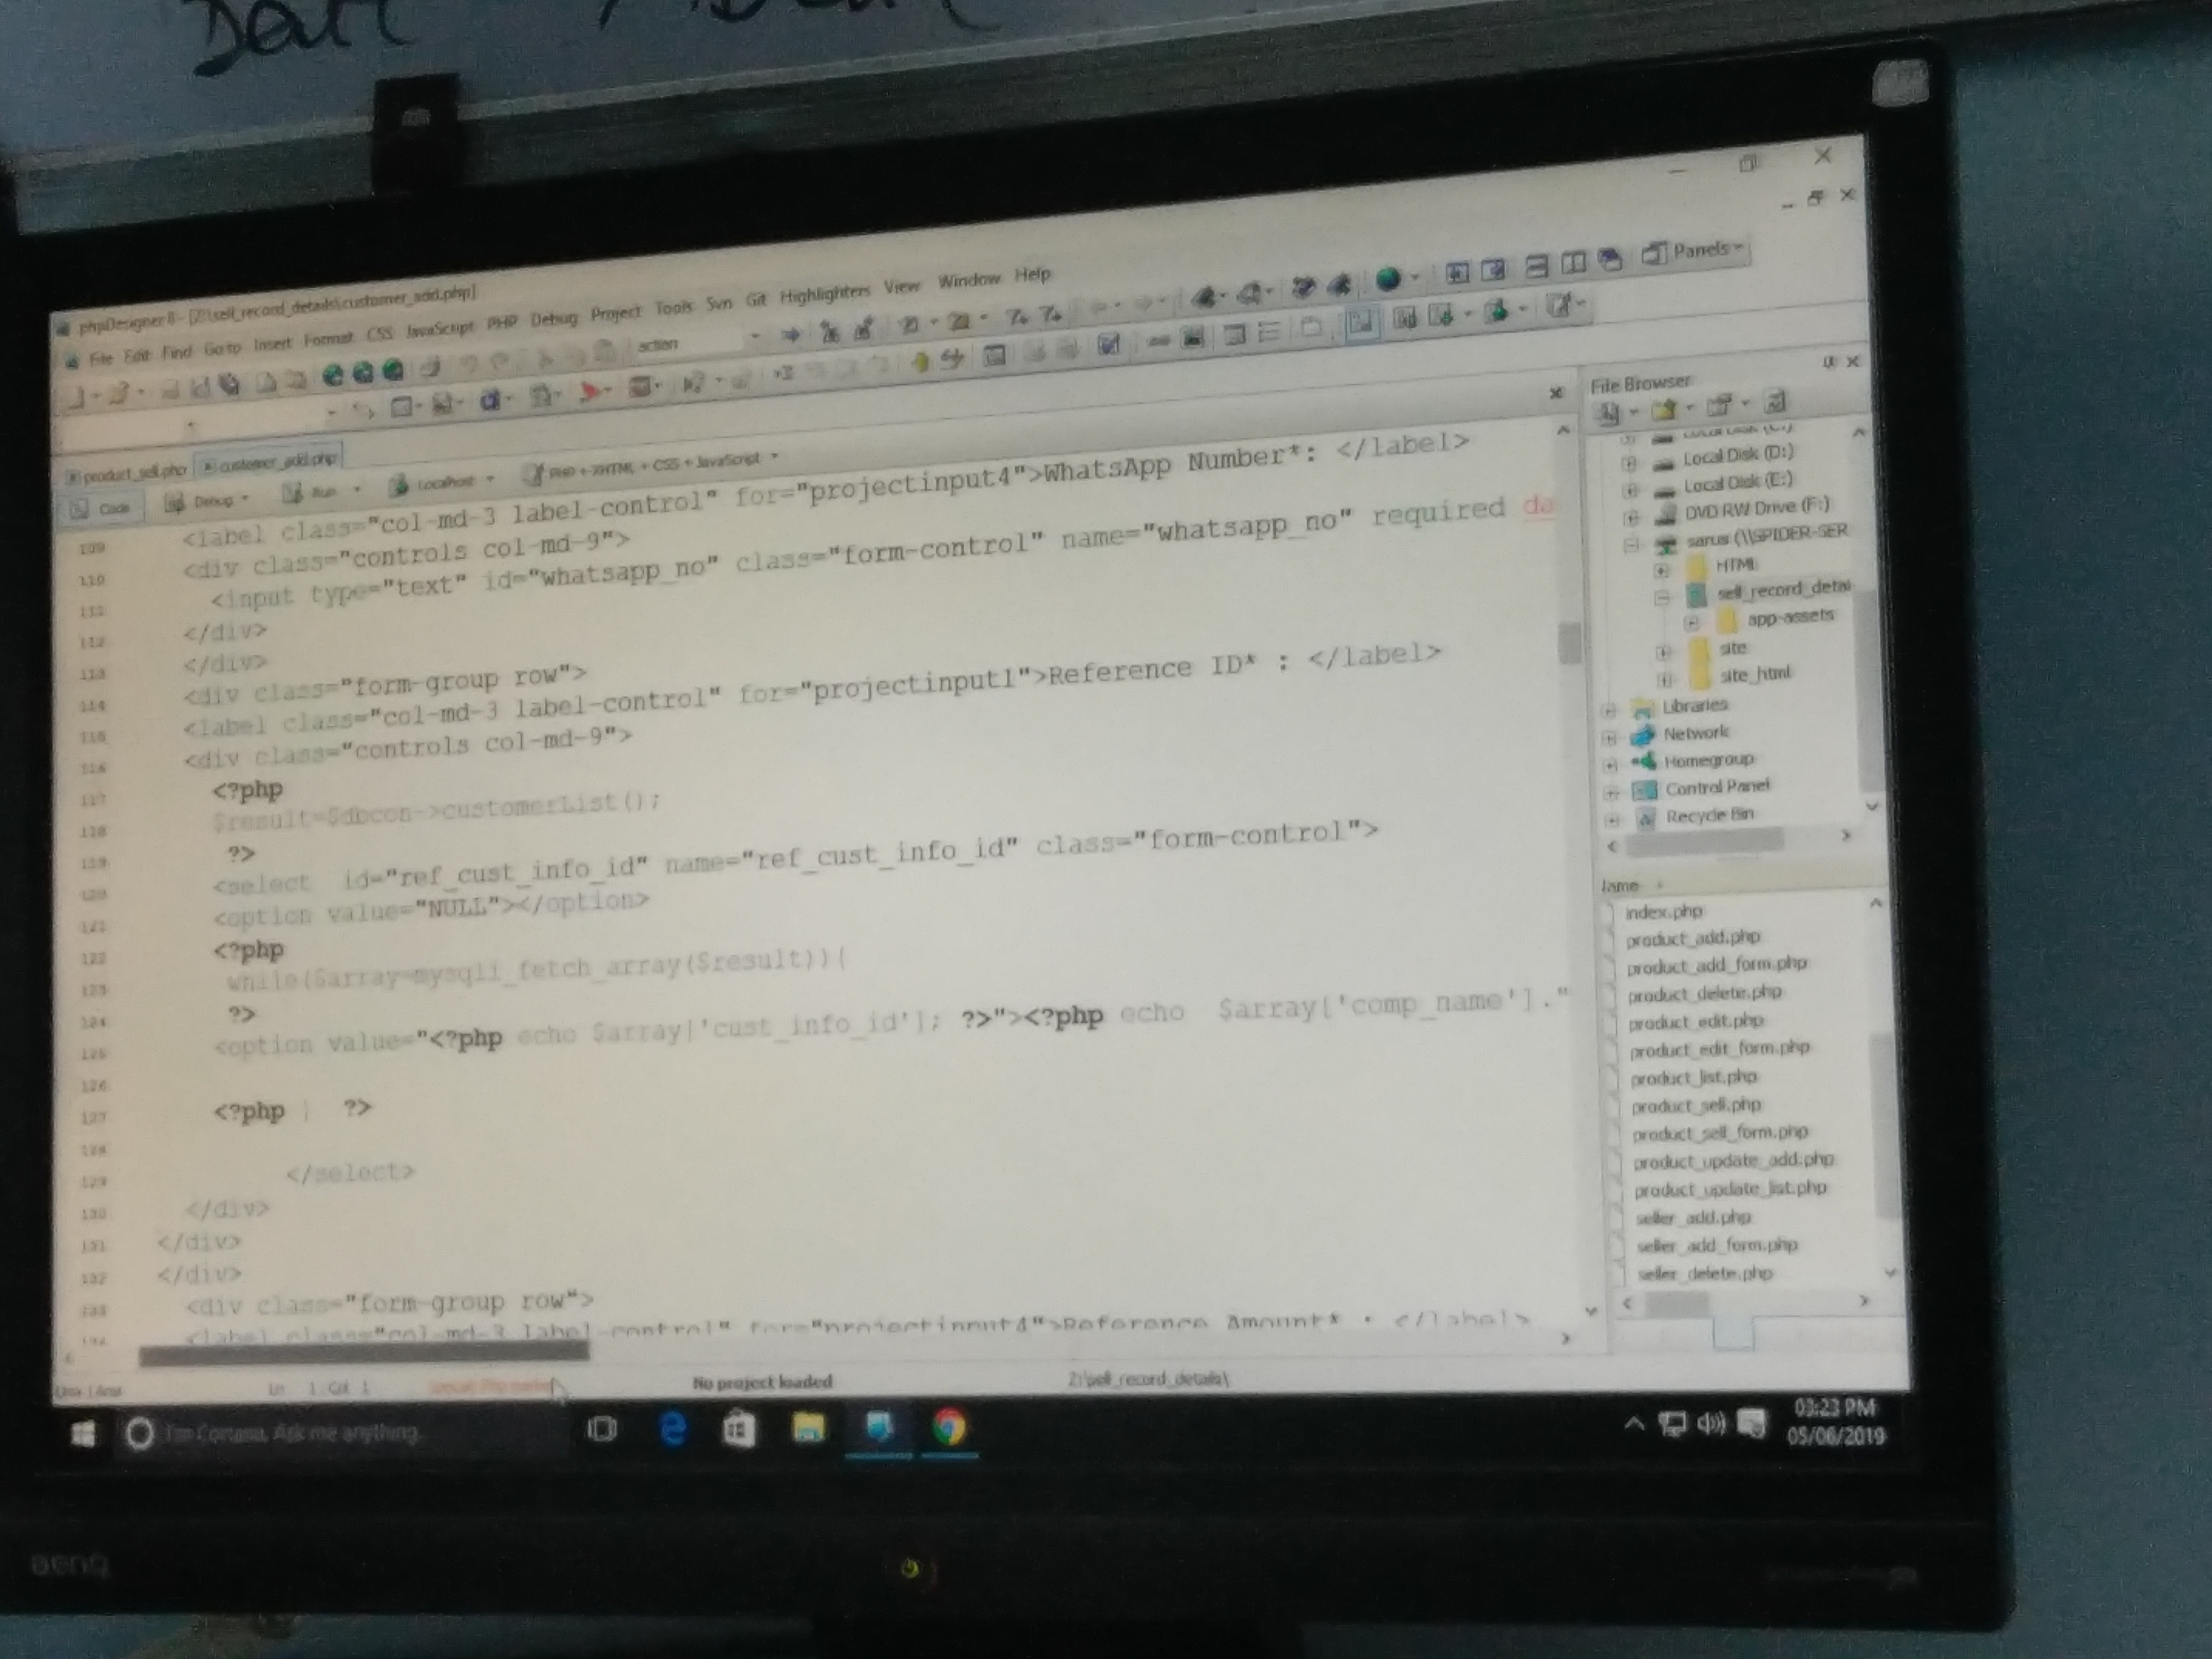 phpDesigner 8 - [Z:\sell_record_details\customer_add.php]
File Edit Find Goto Insert Format CSS JavaScript PHP Debug Project Tools Svn Git Highlighters View Window Help
action
Panels
product_sell.php customer_add.php
Code Debug Run Localhost PHP + XHTML + CSS + JavaScript
109 <label class="col-md-3 label-control" for="projectinput4">WhatsApp Number*: </label>
110 <div class="controls col-md-9">
111 <input type="text" id="whatsapp_no" class="form-control" name="whatsapp_no" required da
112 </div>
113 </div>
114 <div class="form-group row">
115 <label class="col-md-3 label-control" for="projectinput1">Reference ID* : </label>
116 <div class="controls col-md-9">
117 <?php
118 $result=$dbcon->customerList();
119 ?>
120 <select  id="ref_cust_info_id" name="ref_cust_info_id" class="form-control">
121 <option value="NULL"></option>
122 <?php
123 while($array=mysqli_fetch_array($result)){
124 ?>
125 <option value="<?php echo $array['cust_info_id']; ?>"><?php echo  $array['comp_name']."
126
127 <?php }  ?>
128
129 </select>
130 </div>
131 </div>
132 </div>
133 <div class="form-group row">
134 <label class="col-md-3 label-control" for="projectinput4">Reference Amount* : </label>
Ln 1 Col 1
No project loaded
Z:\sell_record_details\
File Browser
Local Disk (D:)
Local Disk (E:)
DVD RW Drive (F:)
sarus (\\SPIDER-SER
HTML
sell_record_detai
app-assets
site
site_html
Libraries
Network
Homegroup
Control Panel
Recycle Bin
index.php
product_add.php
product_add_form.php
product_delete.php
product_edit.php
product_edit_form.php
product_list.php
product_sell.php
product_sell_form.php
product_update_add.php
product_update_list.php
seller_add.php
seller_add_form.php
seller_delete.php
I'm Cortana. Ask me anything.
03:23 PM
05/06/2019
BenQ